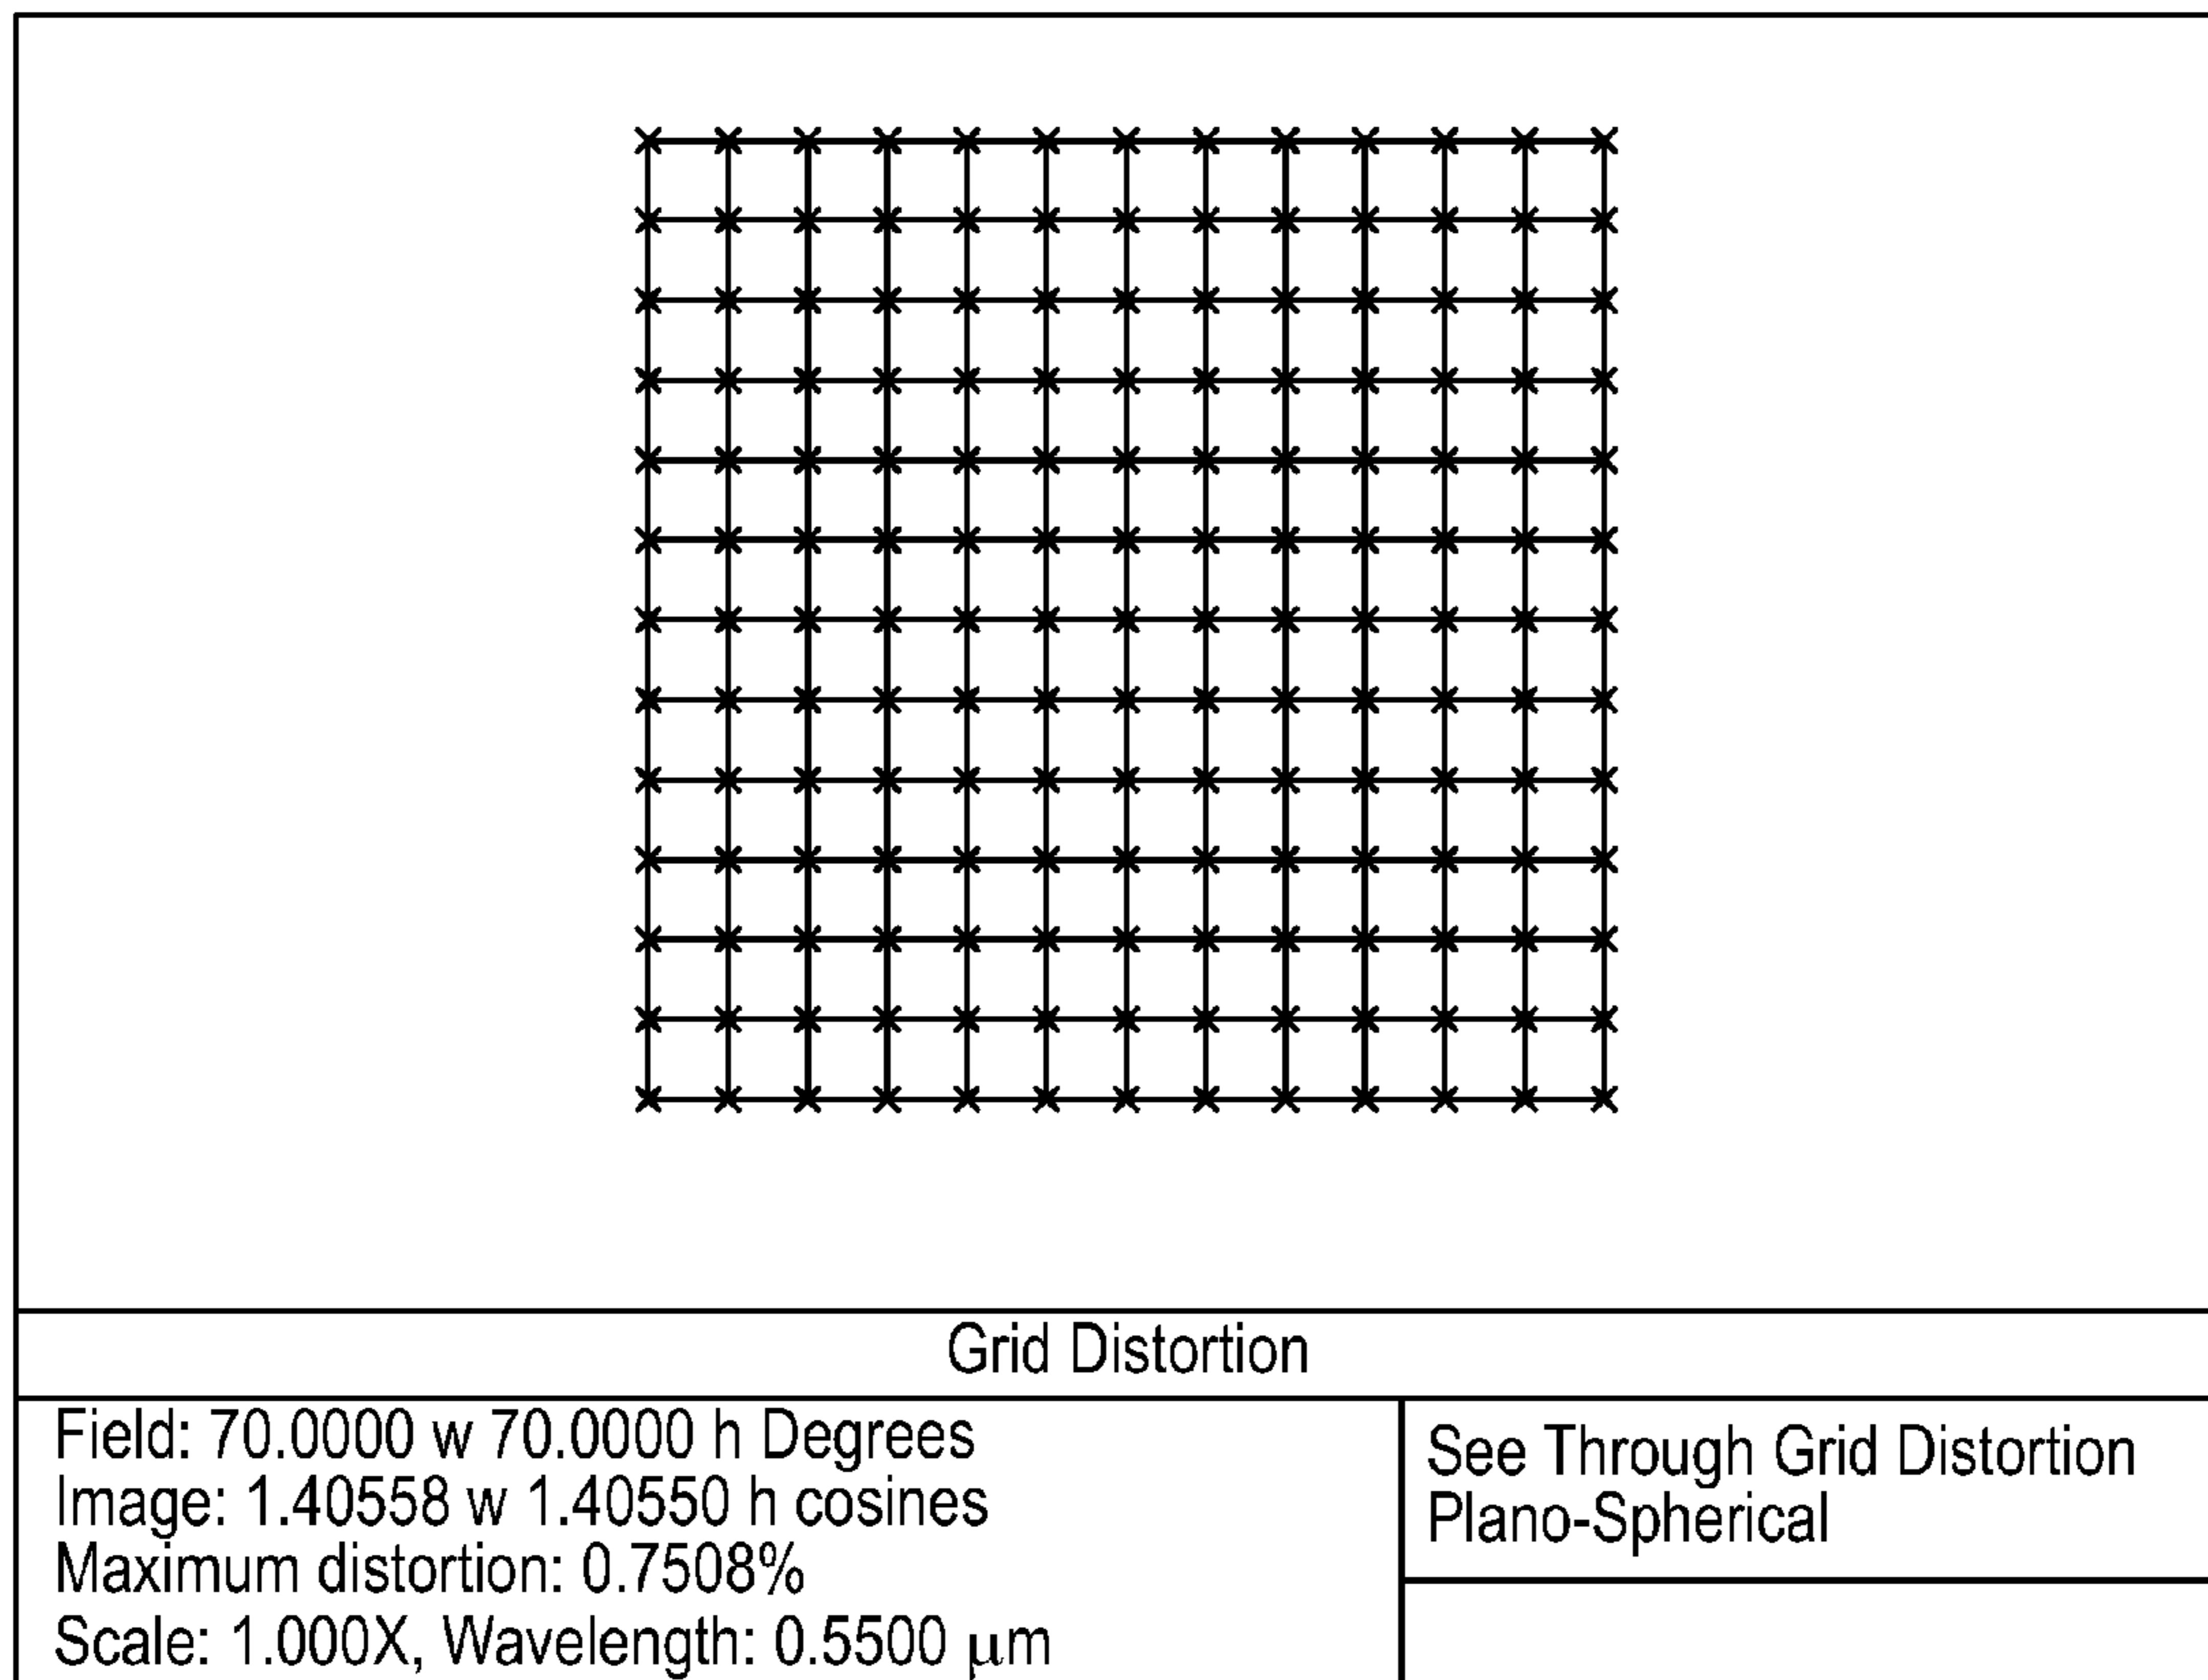 Grid Distortion
Field: 70.0000 w 70.0000 h Degrees
Image: 1.40558 w 1.40550 h cosines
Maximum distortion: 0.7508%
Scale: 1.000X, Wavelength: 0.5500 μm
See Through Grid Distortion
Plano-Spherical